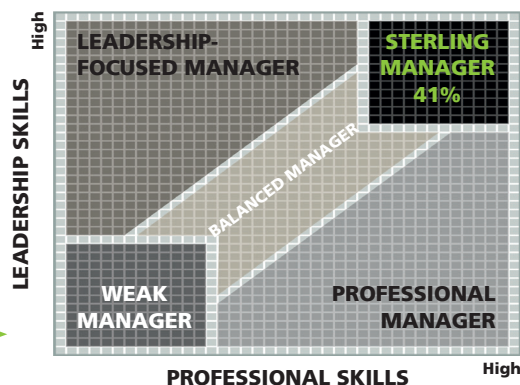 High
LEADERSHIP SKILLS
LEADERSHIP-
FOCUSED MANAGER
STERLING
MANAGER
41%
BALANCED MANAGER
WEAK
MANAGER
PROFESSIONAL
MANAGER
PROFESSIONAL SKILLS
High